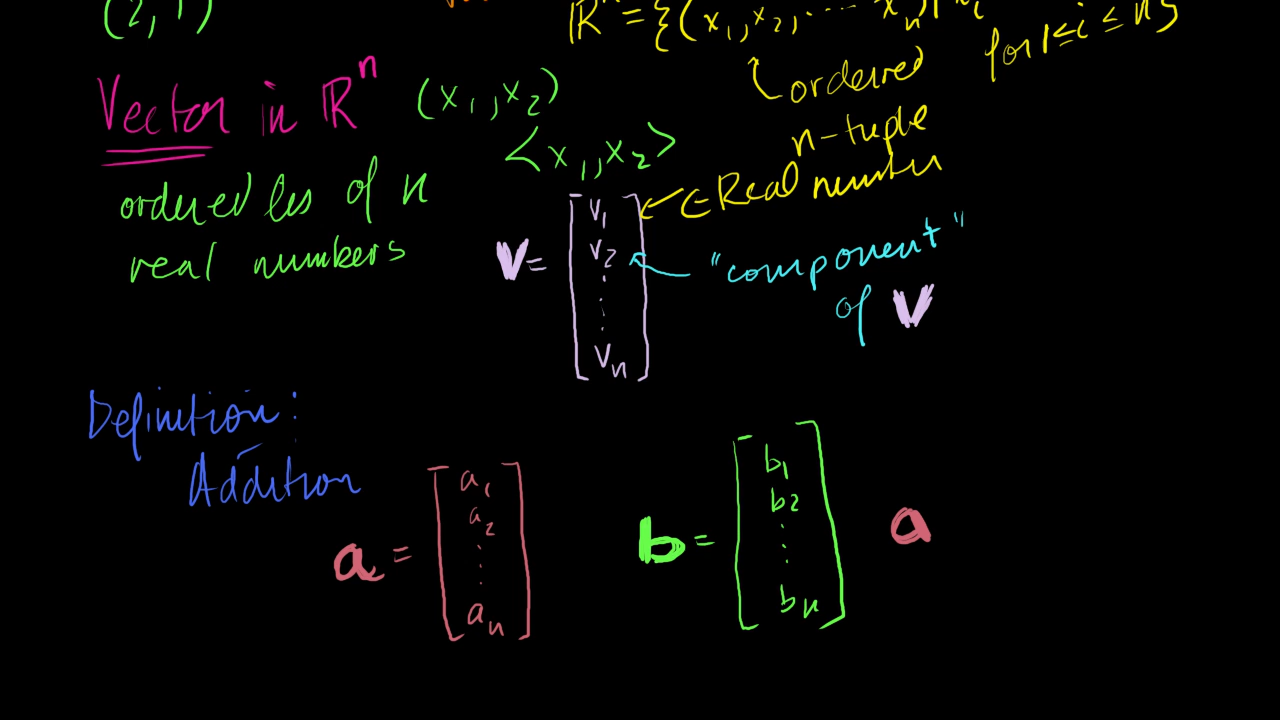 (2, 1)
ℝⁿ = {(x₁, x₂, ..... xₙ) |
for 1 ≤ i ≤ n}
ordered
n-tuple
Vector in ℝⁿ (x₁, x₂)
<x₁, x₂>
ordered lis of n
real numbers
v = [v₁ v₂ ⋮ vₙ]
∈ Real number
"component"
of v
Definition:
Addition
a = [a₁ a₂ ⋮ aₙ]
b = [b₁ b₂ ⋮ bₙ]
a